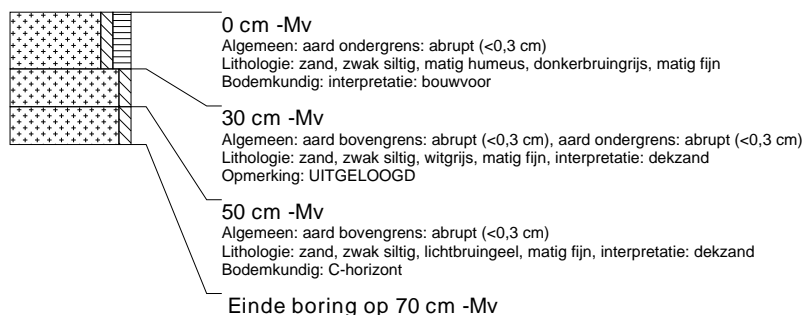 0 cm -Mv
Algemeen: aard ondergrens: abrupt (<0,3 cm)
Lithologie: zand, zwak siltig, matig humeus, donkerbruingrijs, matig fijn
Bodemkundig: interpretatie: bouwvoor
30 cm -Mv
Algemeen: aard bovengrens: abrupt (<0,3 cm), aard ondergrens: abrupt (<0,3 cm)
Lithologie: zand, zwak siltig, witgrijs, matig fijn, interpretatie: dekzand
Opmerking: UITGELOOGD
50 cm -Mv
Algemeen: aard bovengrens: abrupt (<0,3 cm)
Lithologie: zand, zwak siltig, lichtbruingeel, matig fijn, interpretatie: dekzand
Bodemkundig: C-horizont
Einde boring op 70 cm -Mv